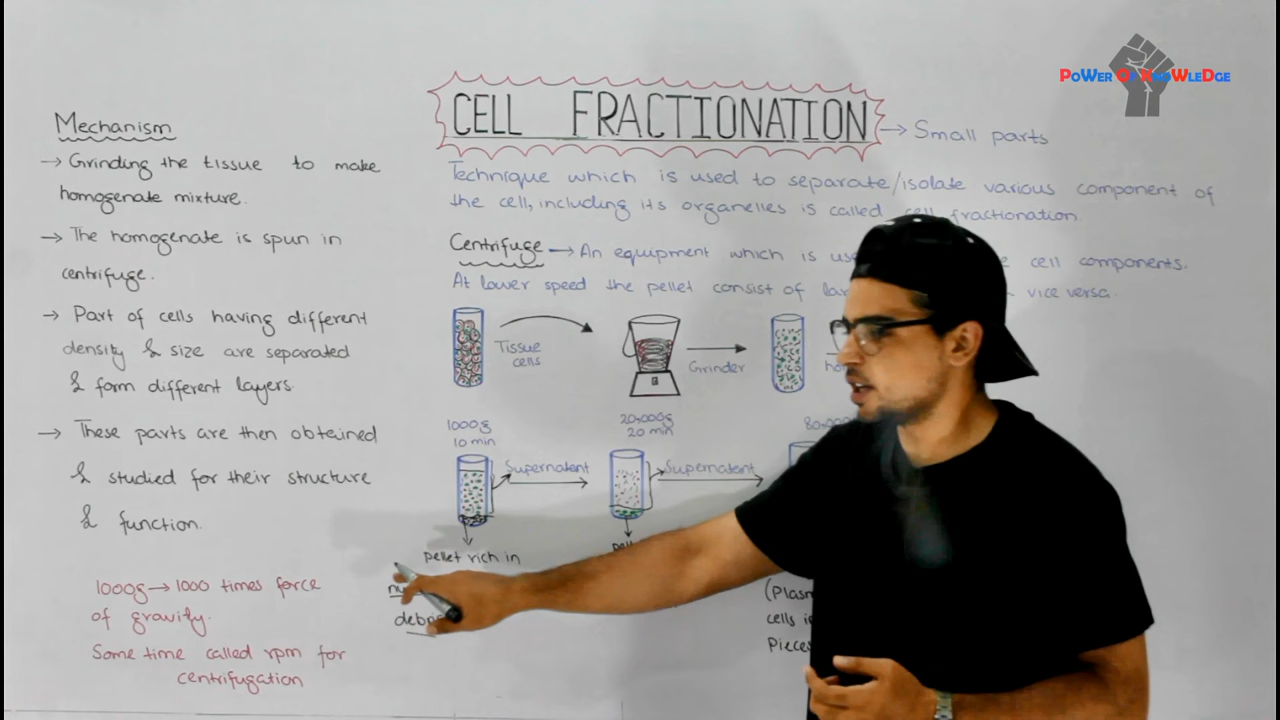 PoWer Of KnoWleDge
CELL FRACTIONATION → Small parts
Technique which is used to separate/isolate various component of
the cell, including its organelles is called cell fractionation
Centrifuge → An equipment which is cell components.
At lower speed the pellet consist of vice versa.
Tissue
cells
Grinder
1000g
10 min
Supernatent
20,000g
20 min
Supernatent
pellet rich in
cells
Pieces
Mechanism
→ Grinding the tissue to make
homogenate mixture.
→ The homogenate is spun in
centrifuge.
→ Part of cells having different
density & size are separated
& form different layers.
→ These parts are then obtained
& studied for their structure
& function.
1000g → 1000 times force
of gravity.
Some time called rpm for
centrifugation